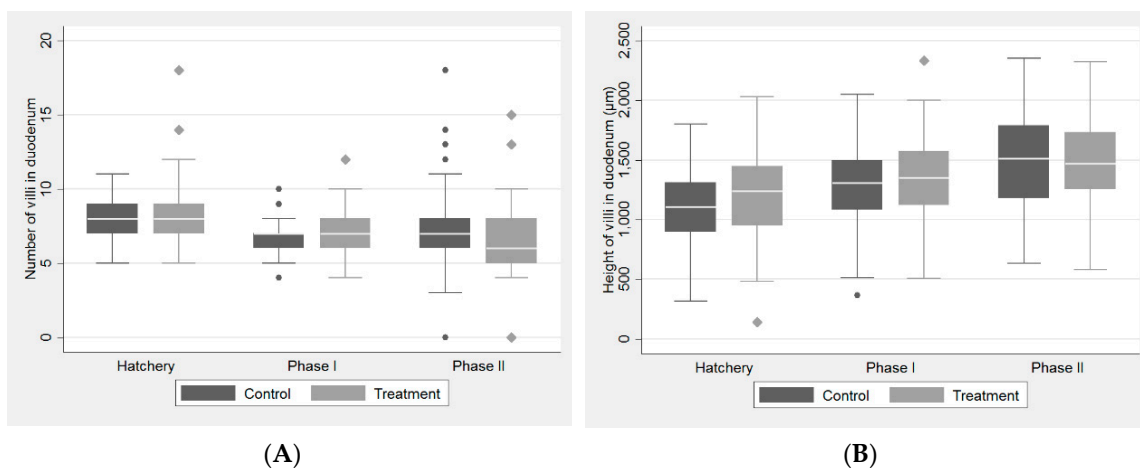 Number of villi in duodenum
20
15
10
5
0
Hatchery Phase I Phase II
Control Treatment
(A)
Height of villi in duodenum (µm)
2,500
2,000
1,500
1,000
500
0
Hatchery Phase I Phase II
Control Treatment
(B)